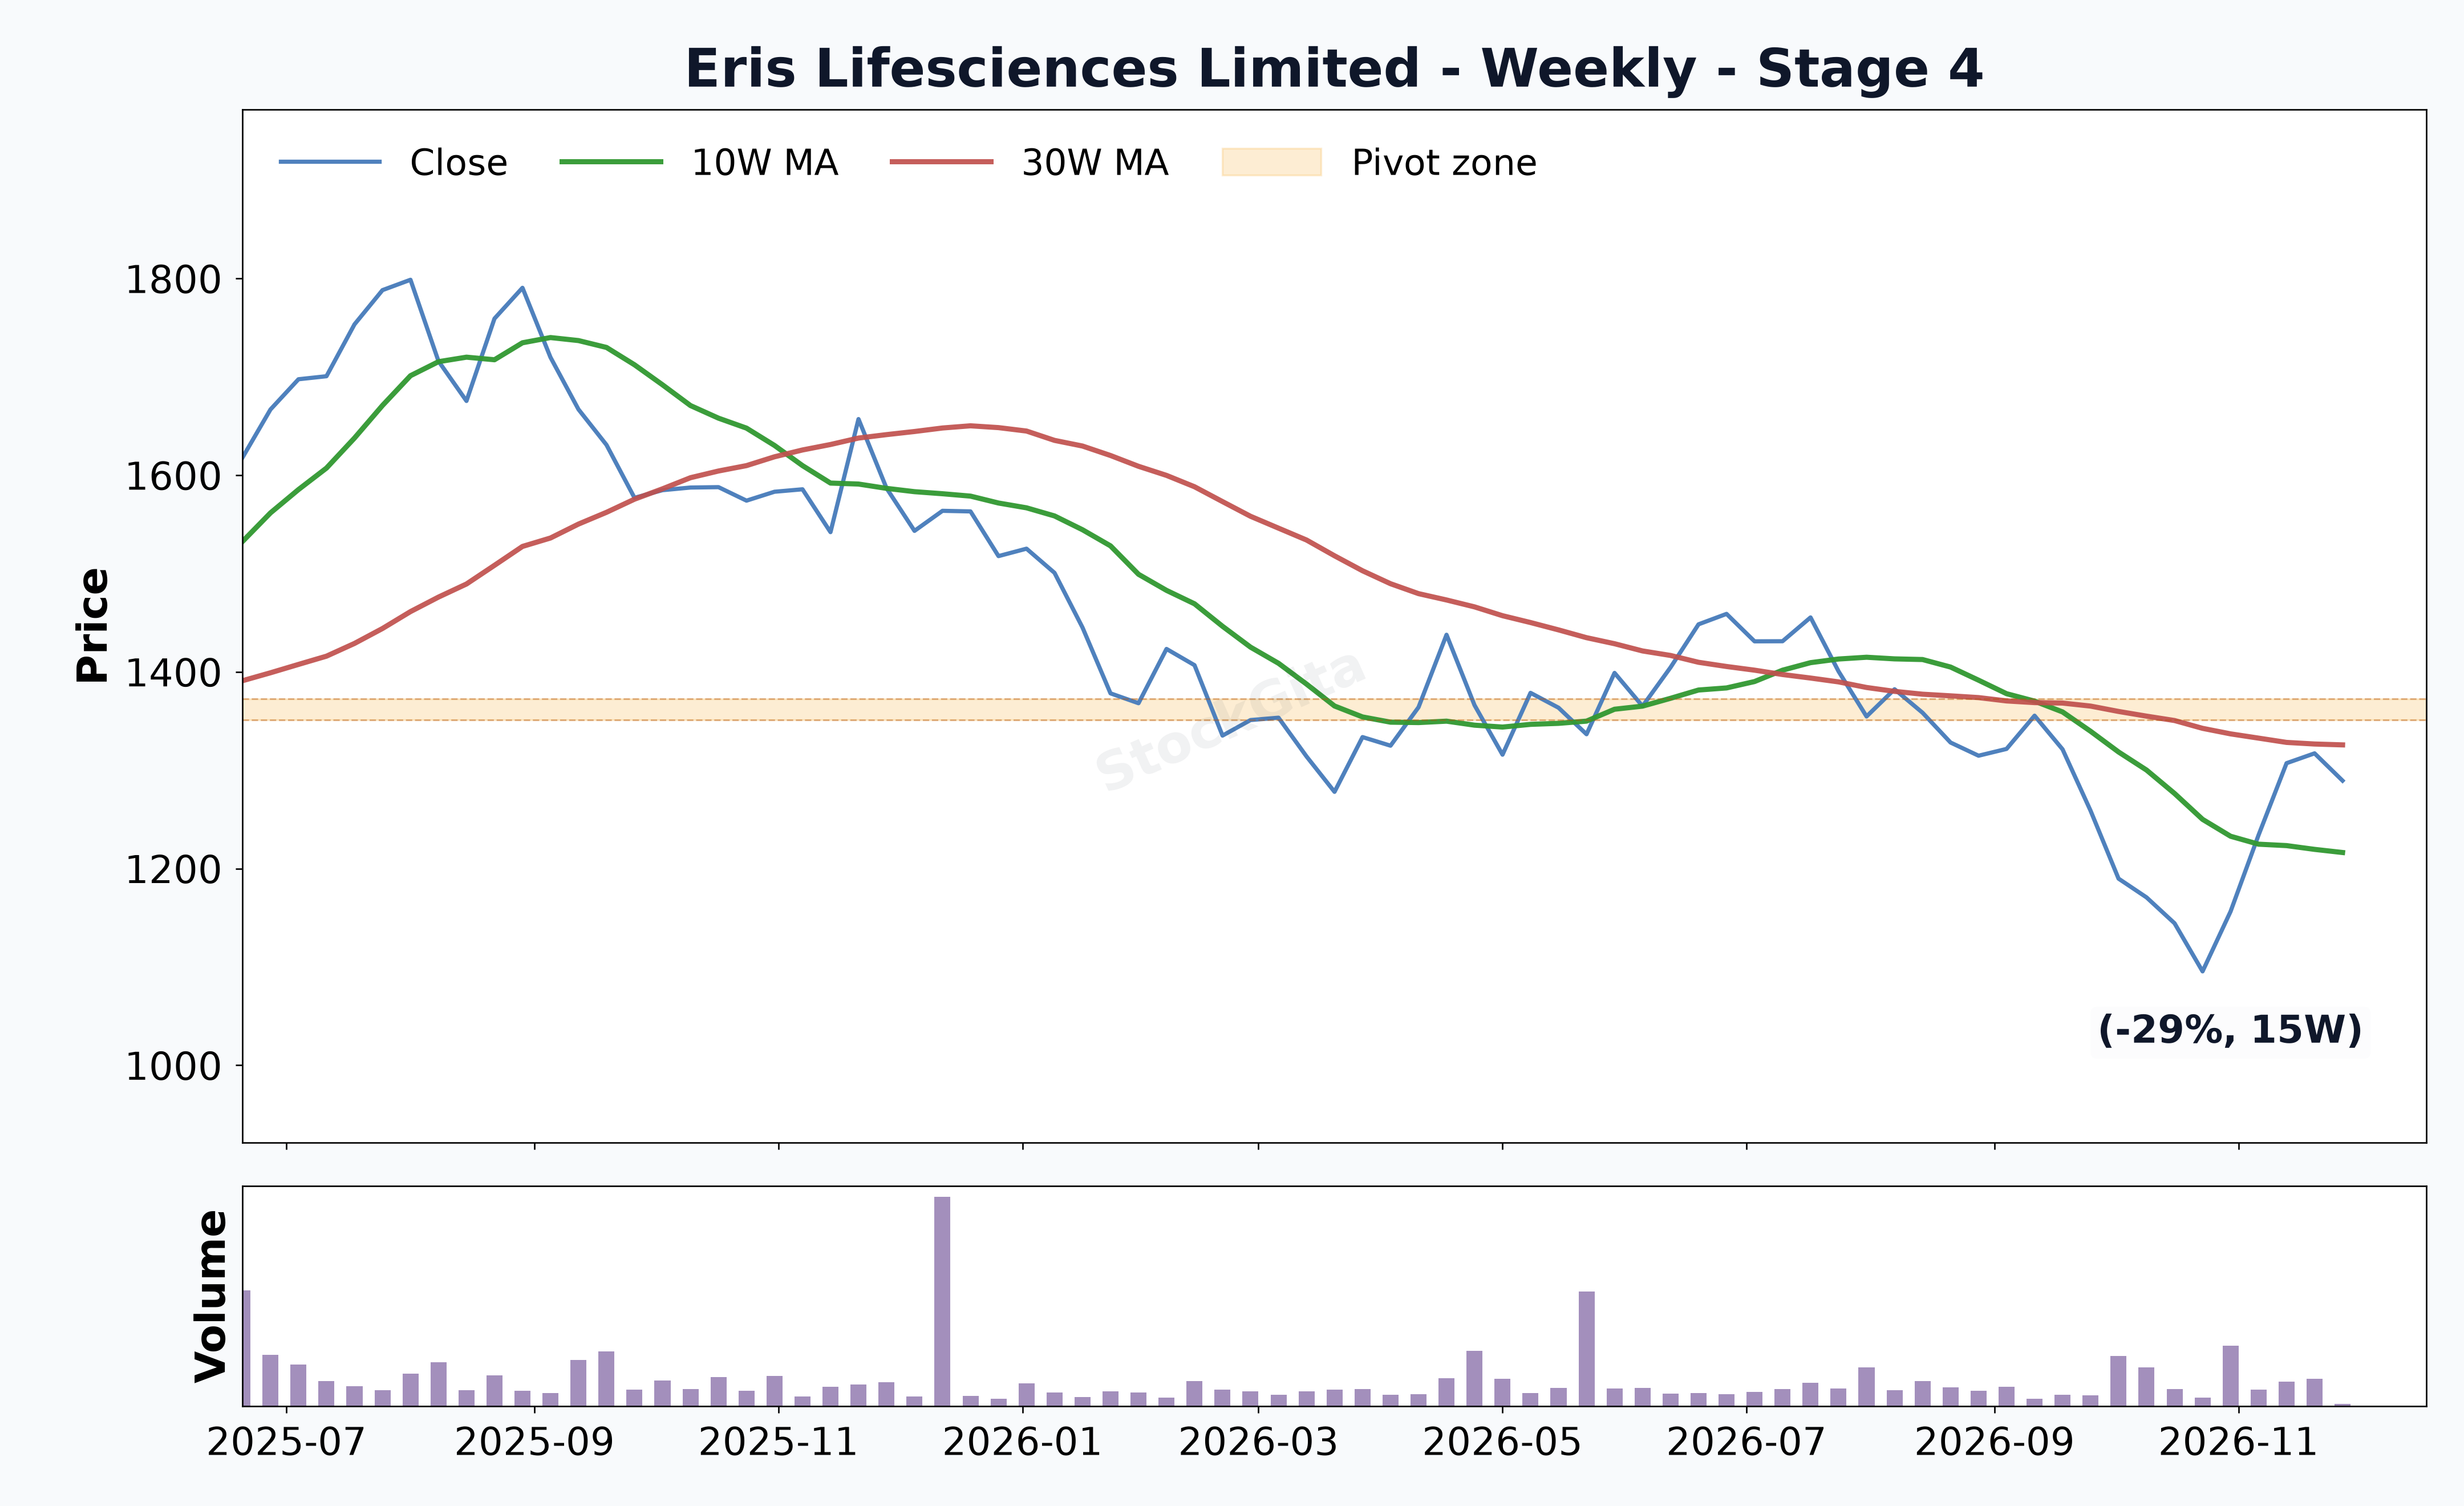 Eris Lifesciences Limited - Weekly - Stage 4
Close
10W MA
30W MA
Pivot zone
Price
1800
1600
1400
1200
1000
StockGita
(-29%, 15W)
Volume
2025-07
2025-09
2025-11
2026-01
2026-03
2026-05
2026-07
2026-09
2026-11